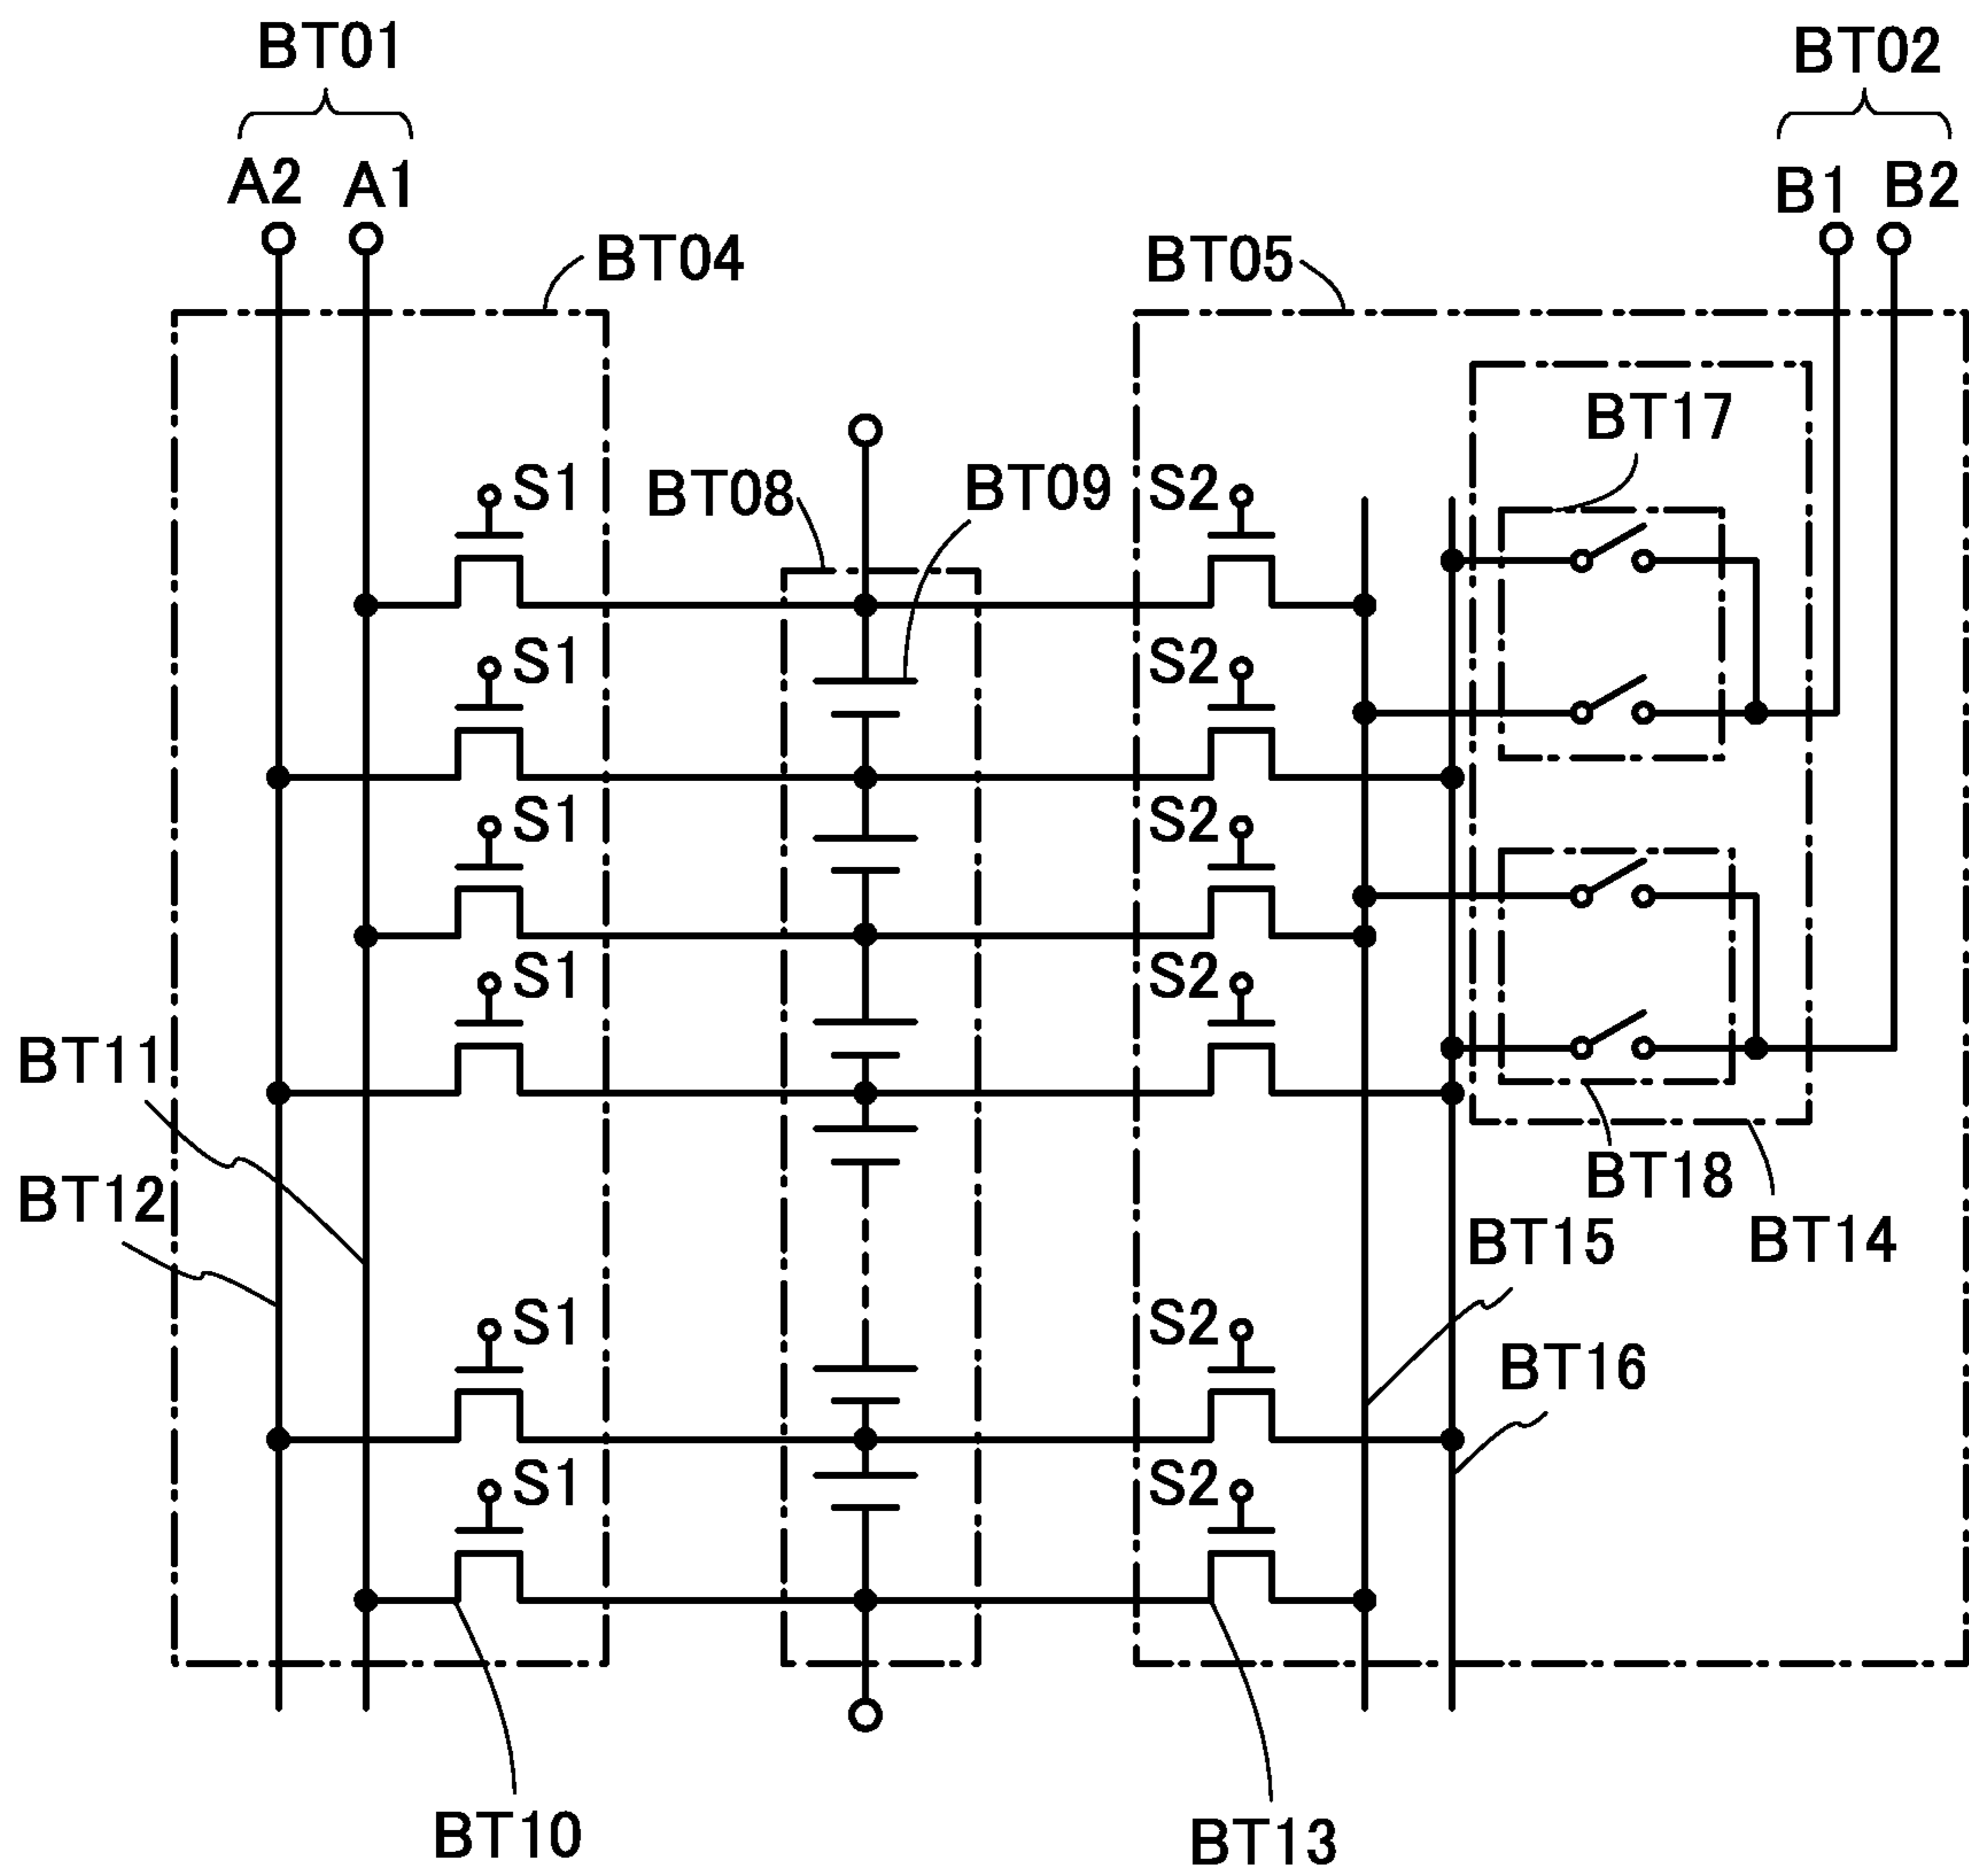 BT01
BT02
A2 A1
B1 B2
BT04
BT05
BT17
S1
BT08
BT09
S2
S1
S2
S1
S2
S1
S2
BT11
BT18
BT12
BT15
BT14
S1
S2
BT16
S1
S2
BT10
BT13